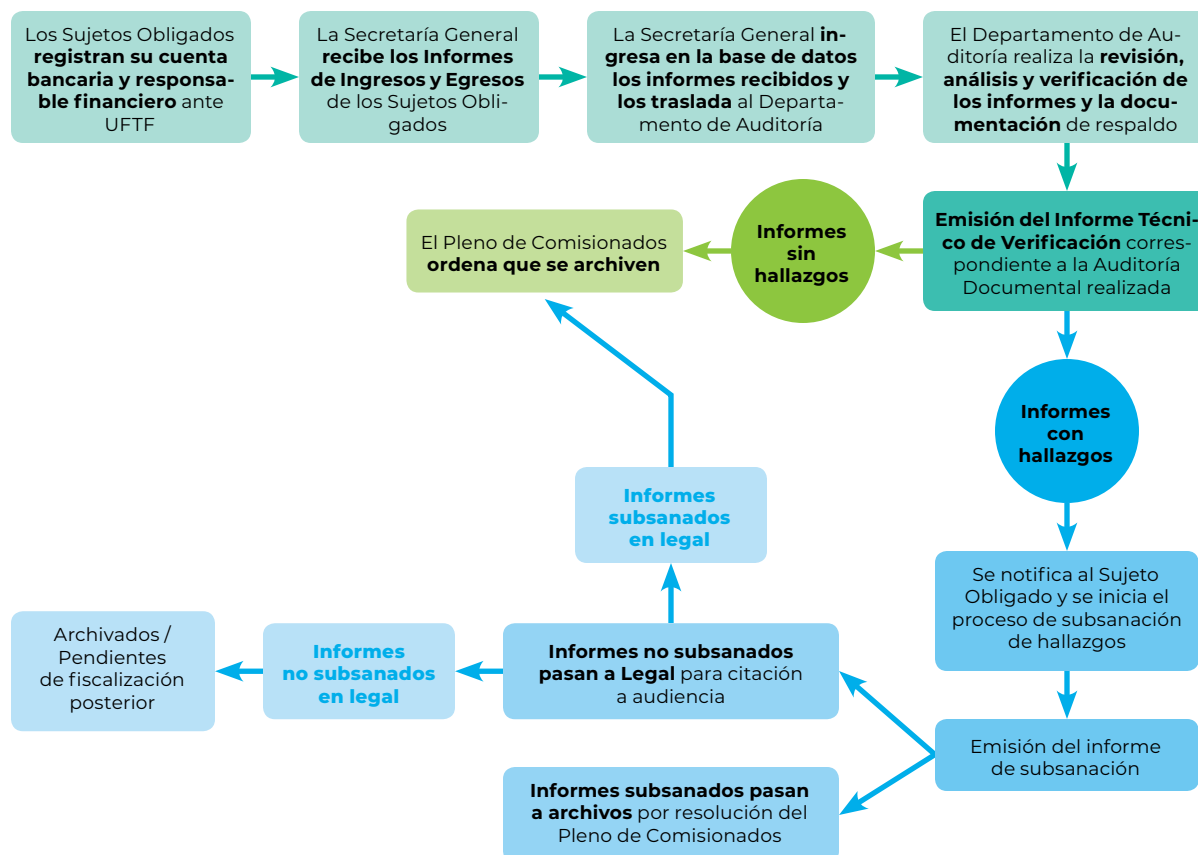 Los Sujetos Obligados
registran su cuenta
bancaria y responsa-
ble financiero ante
UFTF
La Secretaría General
recibe los Informes
de Ingresos y Egresos
de los Sujetos Obli-
gados
La Secretaría General in-
gresa en la base de datos
los informes recibidos y
los traslada al Departa-
mento de Auditoría
El Departamento de Au-
ditoría realiza la revisión,
análisis y verificación de
los informes y la docu-
mentación de respaldo
Emisión del Informe Técni-
co de Verificación corres-
pondiente a la Auditoría
Documental realizada
Informes
sin
hallazgos
El Pleno de Comisionados
ordena que se archiven
Informes
con
hallazgos
Se notifica al Sujeto
Obligado y se inicia el
proceso de subsanación
de hallazgos
Emisión del informe
de subsanación
Informes no subsanados
pasan a Legal para citación
a audiencia
Informes subsanados pasan
a archivos por resolución del
Pleno de Comisionados
Informes
subsanados
en legal
Informes
no subsanados
en legal
Archivados /
Pendientes
de fiscalización
posterior